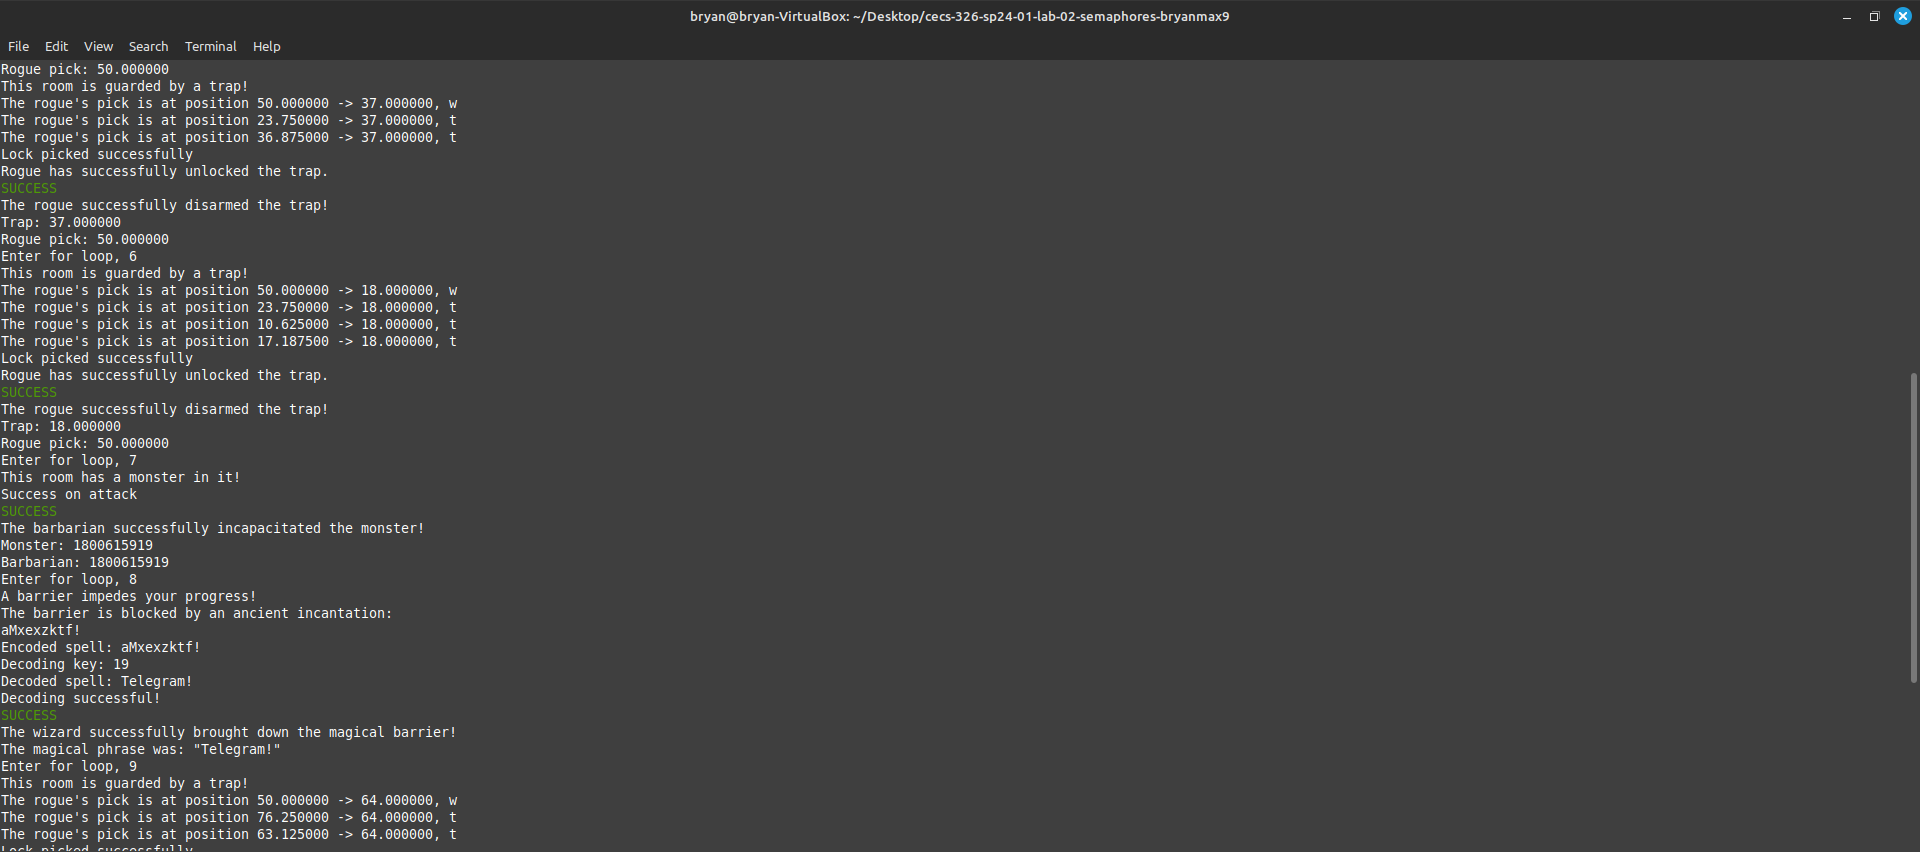 bryan@bryan-VirtualBox: ~/Desktop/cecs-326-sp24-01-lab-02-semaphores-bryanmax9
File Edit View Search Terminal Help
Rogue pick: 50.000000
This room is guarded by a trap!
The rogue's pick is at position 50.000000 -> 37.000000, w
The rogue's pick is at position 23.750000 -> 37.000000, t
The rogue's pick is at position 36.875000 -> 37.000000, t
Lock picked successfully
Rogue has successfully unlocked the trap.
SUCCESS
The rogue successfully disarmed the trap!
Trap: 37.000000
Rogue pick: 50.000000
Enter for loop, 6
This room is guarded by a trap!
The rogue's pick is at position 50.000000 -> 18.000000, w
The rogue's pick is at position 23.750000 -> 18.000000, t
The rogue's pick is at position 10.625000 -> 18.000000, t
The rogue's pick is at position 17.187500 -> 18.000000, t
Lock picked successfully
Rogue has successfully unlocked the trap.
SUCCESS
The rogue successfully disarmed the trap!
Trap: 18.000000
Rogue pick: 50.000000
Enter for loop, 7
This room has a monster in it!
Success on attack
SUCCESS
The barbarian successfully incapacitated the monster!
Monster: 1800615919
Barbarian: 1800615919
Enter for loop, 8
A barrier impedes your progress!
The barrier is blocked by an ancient incantation:
aMxexzktf!
Encoded spell: aMxexzktf!
Decoding key: 19
Decoded spell: Telegram!
Decoding successful!
SUCCESS
The wizard successfully brought down the magical barrier!
The magical phrase was: "Telegram!"
Enter for loop, 9
This room is guarded by a trap!
The rogue's pick is at position 50.000000 -> 64.000000, w
The rogue's pick is at position 76.250000 -> 64.000000, t
The rogue's pick is at position 63.125000 -> 64.000000, t
Lock picked successfully